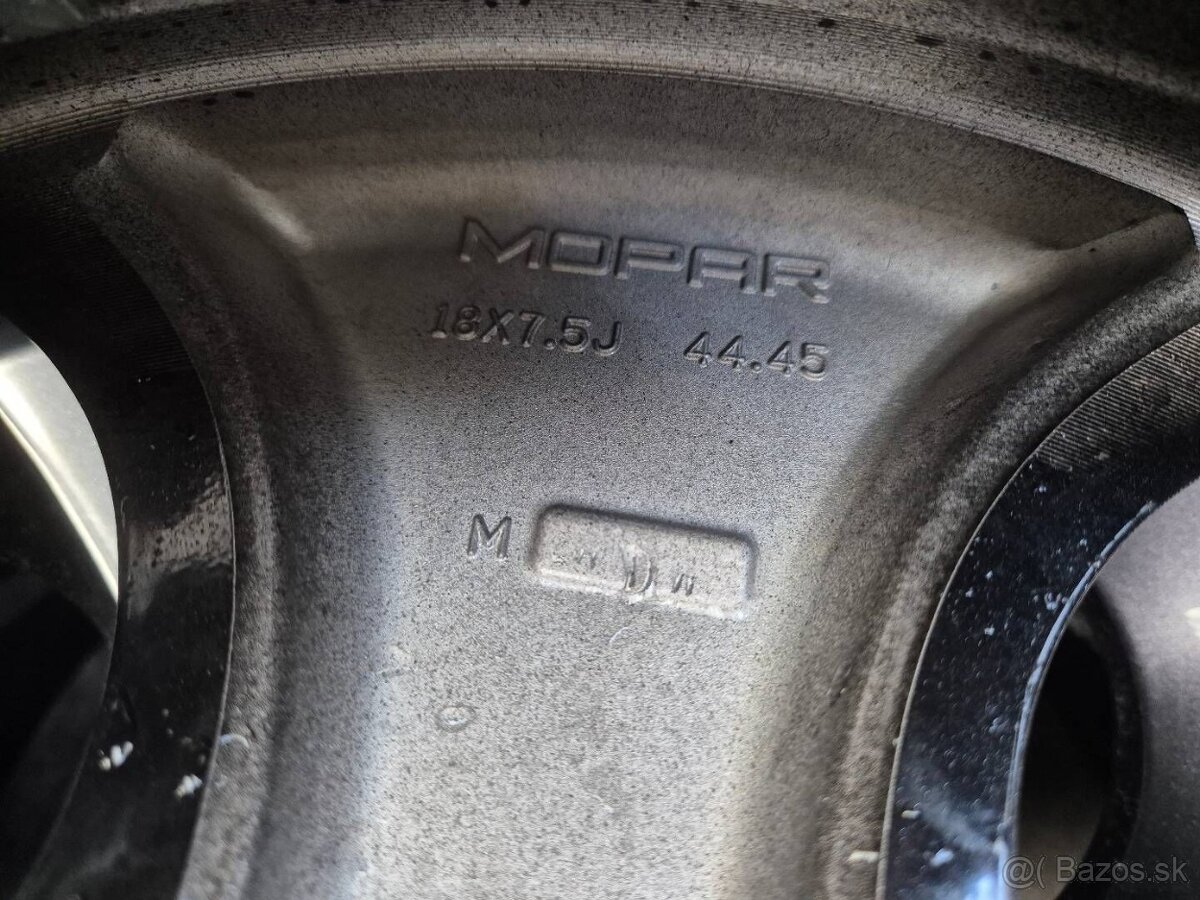 MOPAR
18X7.5J 44.45
M
@( Bazos.sk